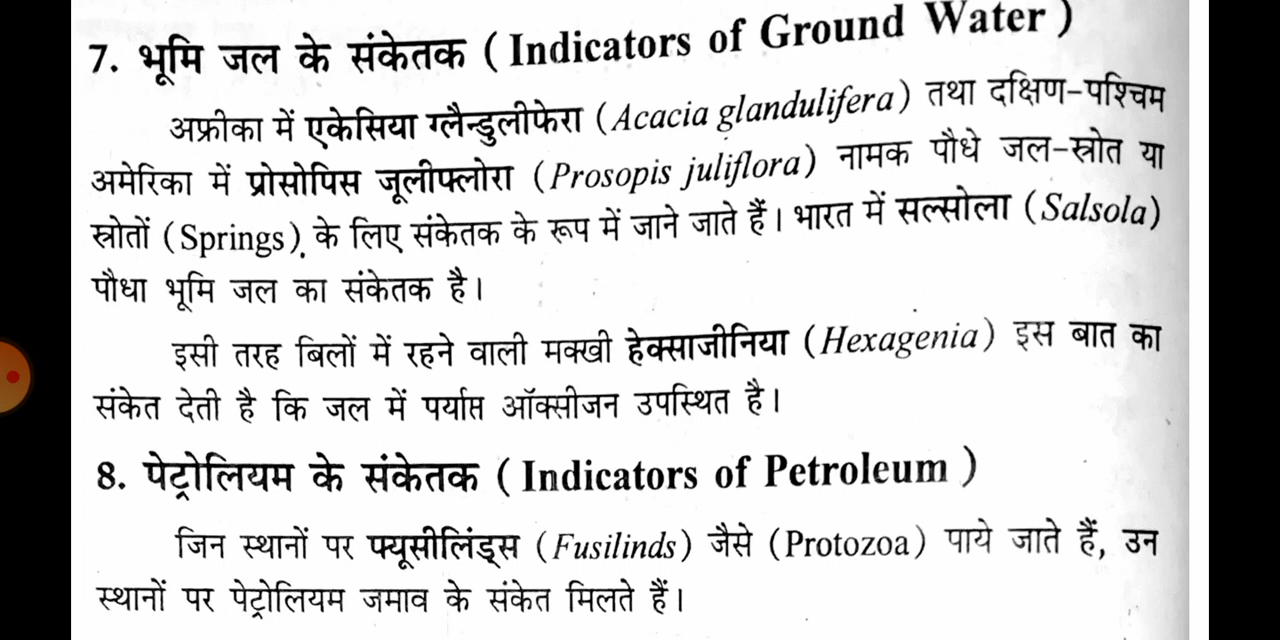 7. भूमि जल के संकेतक ( Indicators of Ground Water )
अफ्रीका में एकेसिया ग्लैन्डुलीफेरा ( Acacia glandulifera ) तथा दक्षिण-पश्चिम
अमेरिका में प्रोसोपिस जूलीफ्लोरा ( Prosopis juliflora ) नामक पौधे जल-स्रोत या
स्रोतों ( Springs ) के लिए संकेतक के रूप में जाने जाते हैं। भारत में सल्सोला ( Salsola )
पौधा भूमि जल का संकेतक है।
इसी तरह बिलों में रहने वाली मक्खी हेक्साजीनिया ( Hexagenia ) इस बात का
संकेत देती है कि जल में पर्याप्त ऑक्सीजन उपस्थित है।
8. पेट्रोलियम के संकेतक ( Indicators of Petroleum )
जिन स्थानों पर फ्यूसीलिंड्स ( Fusilinds ) जैसे ( Protozoa ) पाये जाते हैं, उन
स्थानों पर पेट्रोलियम जमाव के संकेत मिलते हैं।